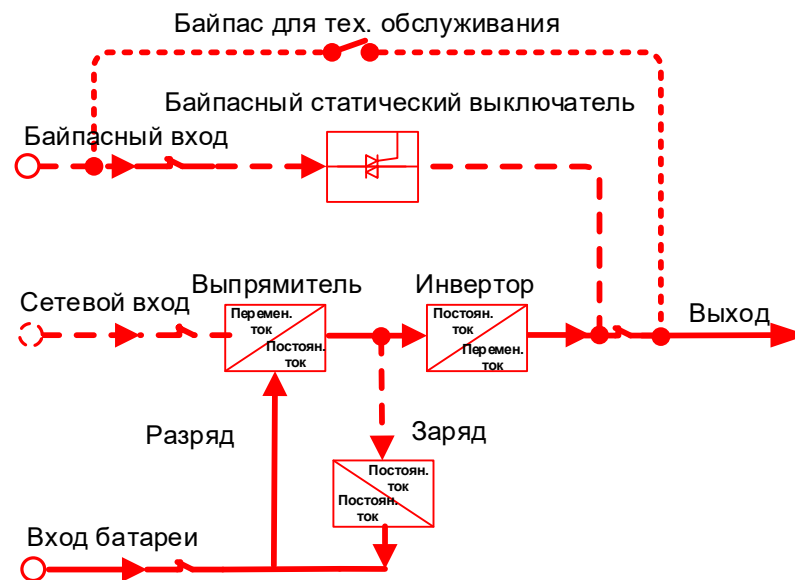 Байпас для тех. обслуживания
Байпасный статический выключатель
Байпасный вход
Выпрямитель
Инвертор
Сетевой вход
Выход
Перемен.
ток
Постоян.
ток
Постоян.
ток
Перемен.
ток
Разряд
Заряд
Постоян.
ток
Постоян.
ток
Вход батареи